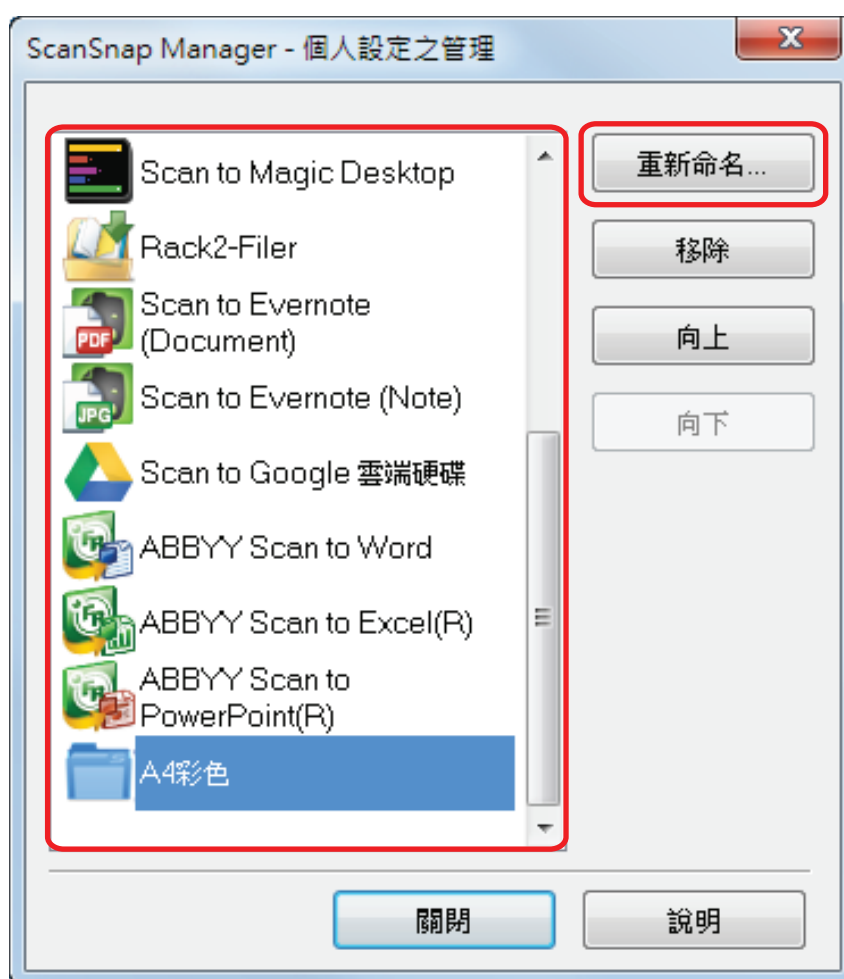 ScanSnap Manager - 個人設定之管理
Scan to Magic Desktop
Rack2-Filer
Scan to Evernote
(Document)
PDF
Scan to Evernote (Note)
JPG
Scan to Google 雲端硬碟
ABBYY Scan to Word
ABBYY Scan to Excel(R)
ABBYY Scan to
PowerPoint(R)
A4彩色
重新命名...
移除
向上
向下
關閉
說明